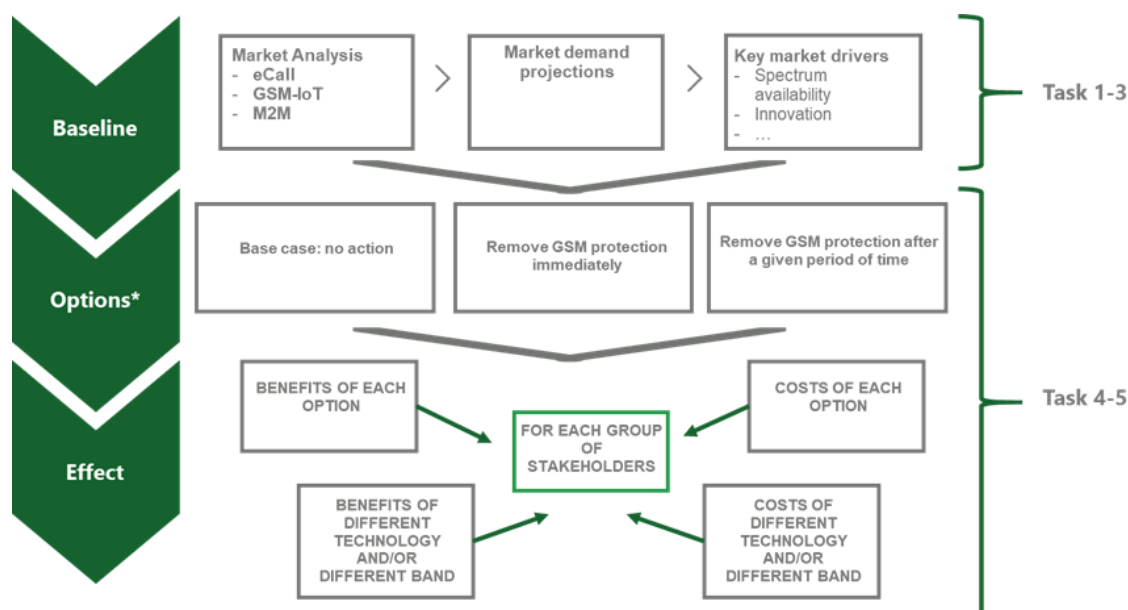 Baseline
Market Analysis
- eCall
- GSM-IoT
- M2M
Market demand
projections
Key market drivers
- Spectrum
availability
- Innovation
- ...
Task 1-3
Options*
Base case: no action
Remove GSM protection
immediately
Remove GSM protection after
a given period of time
Effect
BENEFITS OF EACH
OPTION
COSTS OF EACH
OPTION
FOR EACH GROUP
OF
STAKEHOLDERS
BENEFITS OF
DIFFERENT
TECHNOLOGY
AND/OR
DIFFERENT BAND
COSTS OF
DIFFERENT
TECHNOLOGY
AND/OR
DIFFERENT BAND
Task 4-5